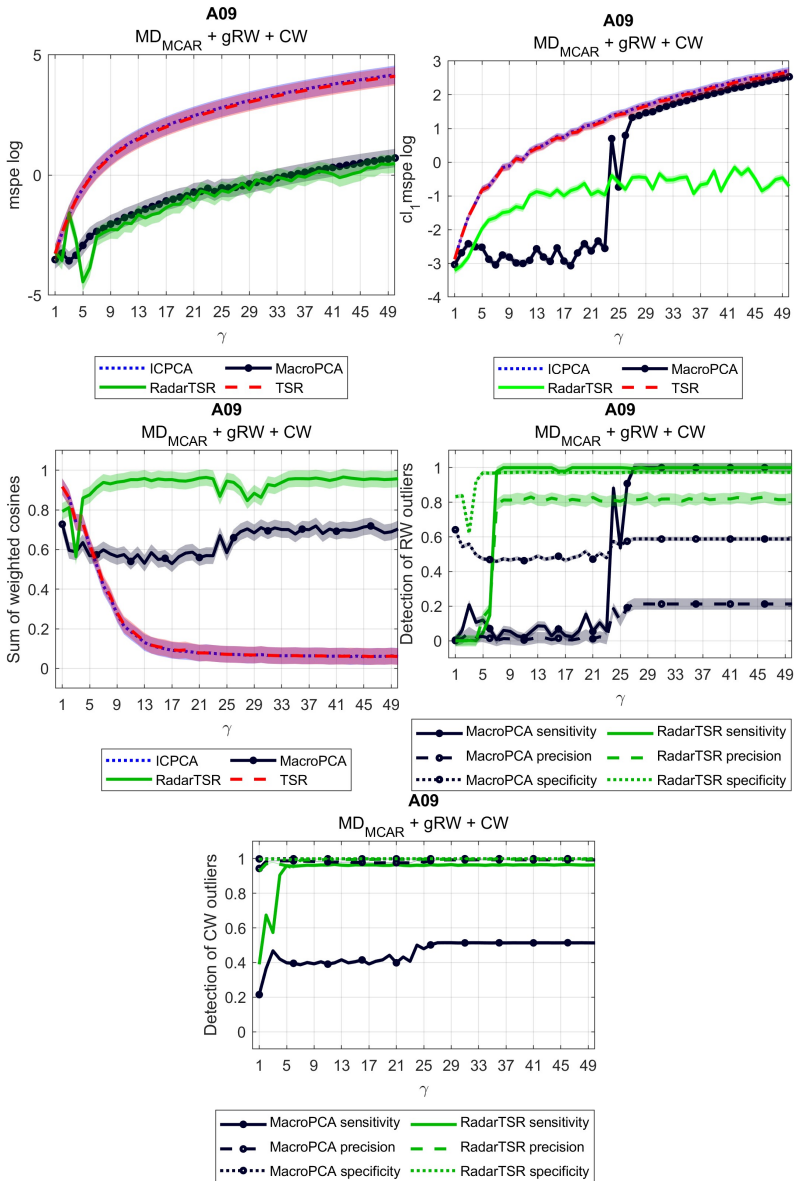 A09
MD_MCAR + gRW + CW
mspe log
5
0
-5
1 5 9 13 17 21 25 29 33 37 41 45 49
γ
ICPCA MacroPCA
RadarTSR TSR
A09
MD_MCAR + gRW + CW
cl_1mspe log
3
2
1
0
-1
-2
-3
-4
1 5 9 13 17 21 25 29 33 37 41 45 49
γ
ICPCA MacroPCA
RadarTSR TSR
A09
MD_MCAR + gRW + CW
Sum of weighted cosines
1
0.8
0.6
0.4
0.2
0
1 5 9 13 17 21 25 29 33 37 41 45 49
γ
ICPCA MacroPCA
RadarTSR TSR
A09
MD_MCAR + gRW + CW
Detection of RW outliers
1
0.8
0.6
0.4
0.2
0
1 5 9 13 17 21 25 29 33 37 41 45 49
γ
MacroPCA sensitivity RadarTSR sensitivity
MacroPCA precision RadarTSR precision
MacroPCA specificity RadarTSR specificity
A09
MD_MCAR + gRW + CW
Detection of CW outliers
1
0.8
0.6
0.4
0.2
0
1 5 9 13 17 21 25 29 33 37 41 45 49
γ
MacroPCA sensitivity RadarTSR sensitivity
MacroPCA precision RadarTSR precision
MacroPCA specificity RadarTSR specificity